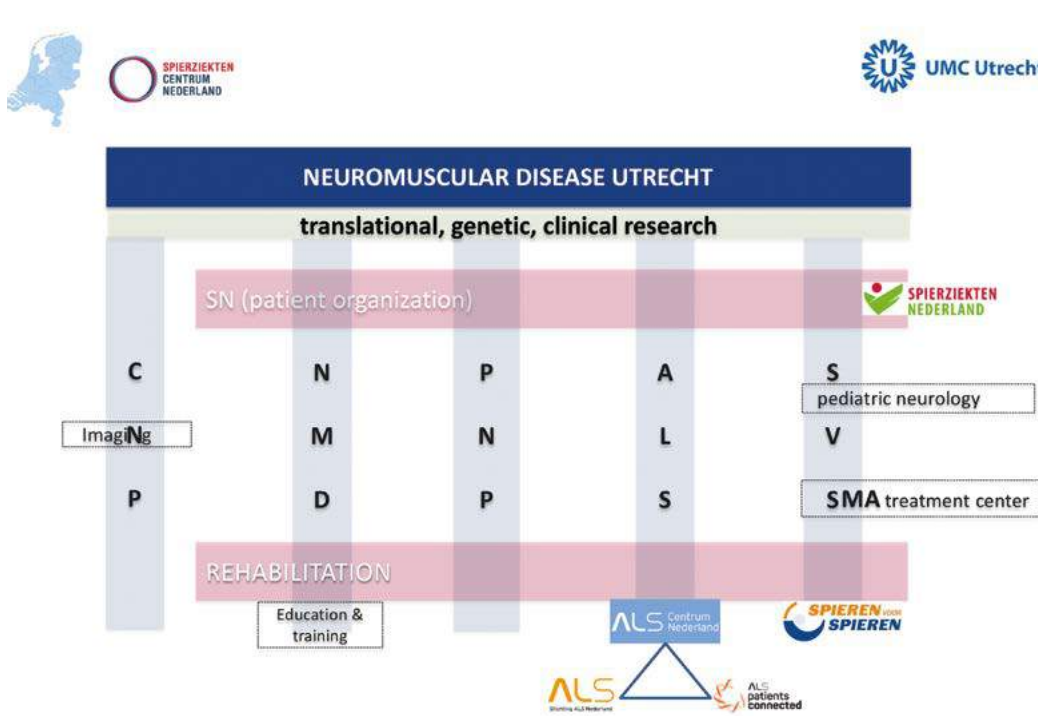 SPIERZIEKTEN
CENTRUM
NEDERLAND
UMC Utrecht
NEUROMUSCULAR DISEASE UTRECHT
translational, genetic, clinical research
SN (patient organization)
SPIERZIEKTEN
NEDERLAND
C N P A S
pediatric neurology
Imaging
N M N L V
P D P S SMA treatment center
REHABILITATION
Education &
training
ALS Centrum
Nederland
SPIEREN VOOR
SPIEREN
ALS
Stichting ALS Nederland
ALS
patients
connected